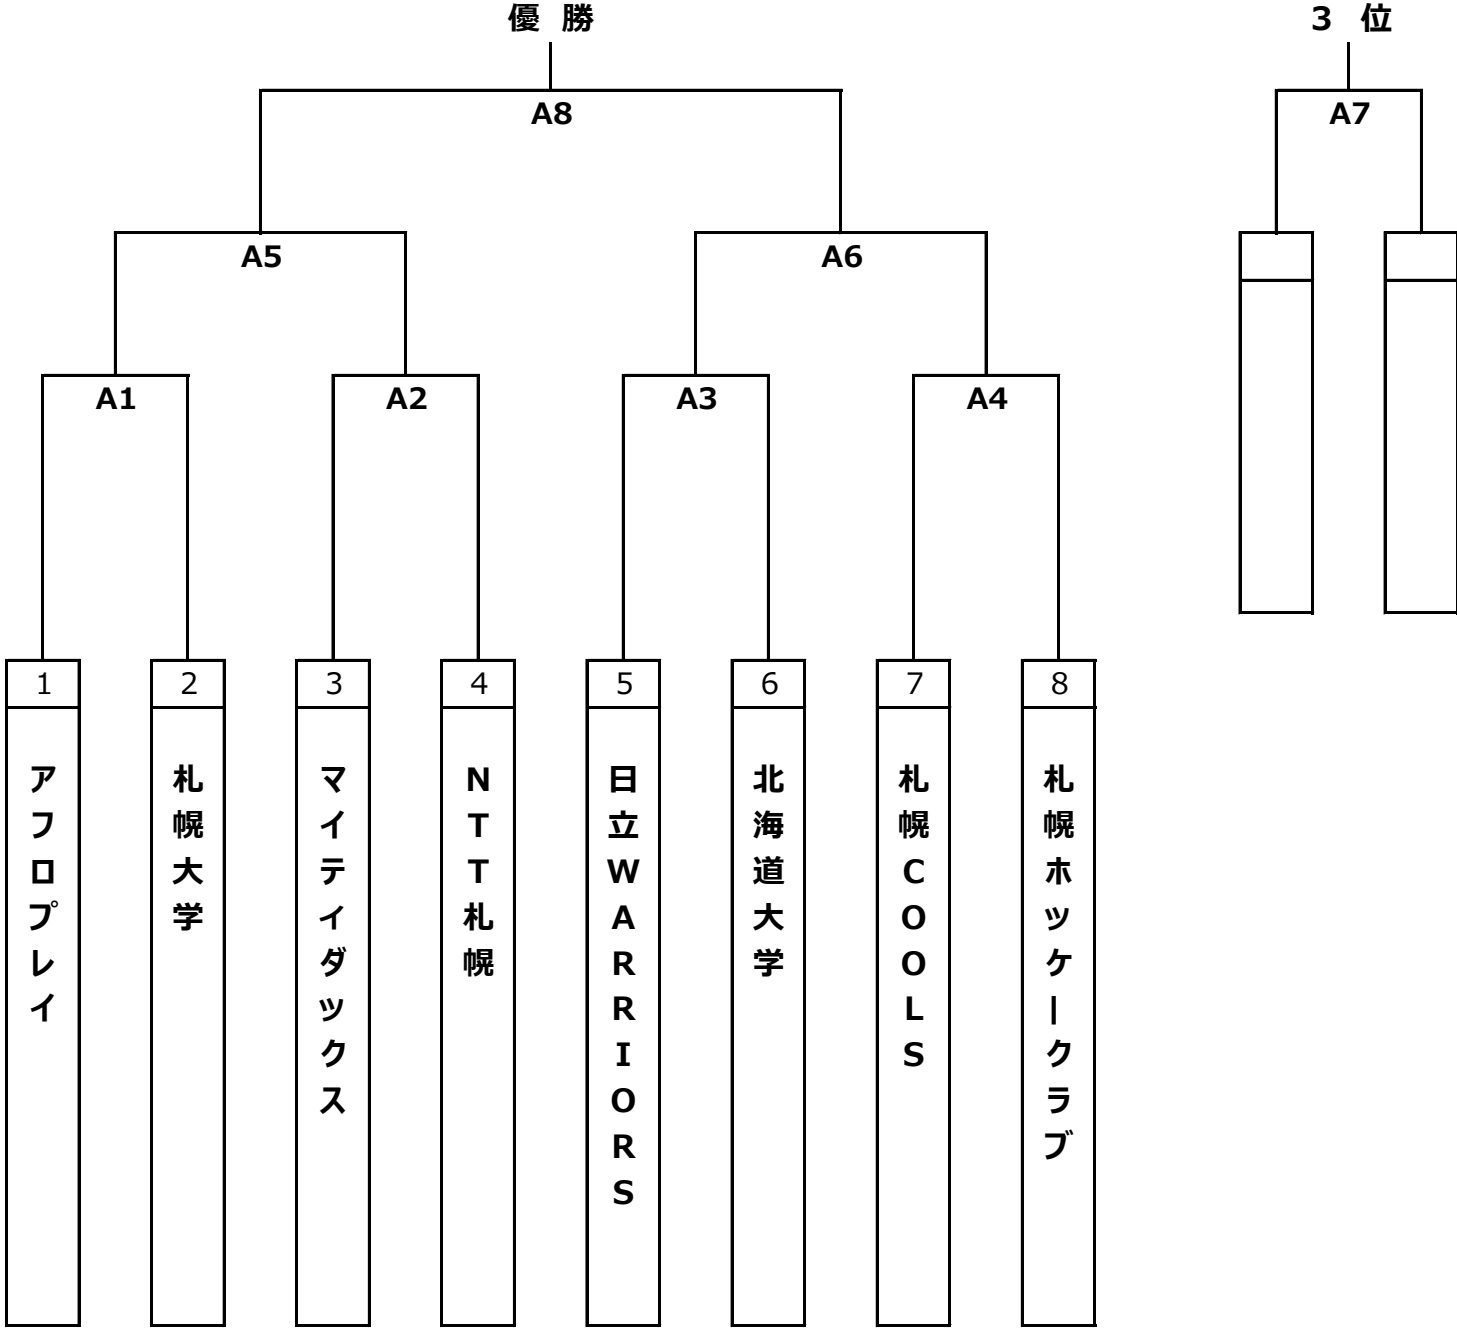 優 勝
3 位
A8
A7
A5
A6
A1
A2
A3
A4
1
2
3
4
5
6
7
8
アフロプレイ
札幌大学
マイティダックス
NTT札幌
日立WARRIORS
北海道大学
札幌COOLS
札幌ホッケークラブ